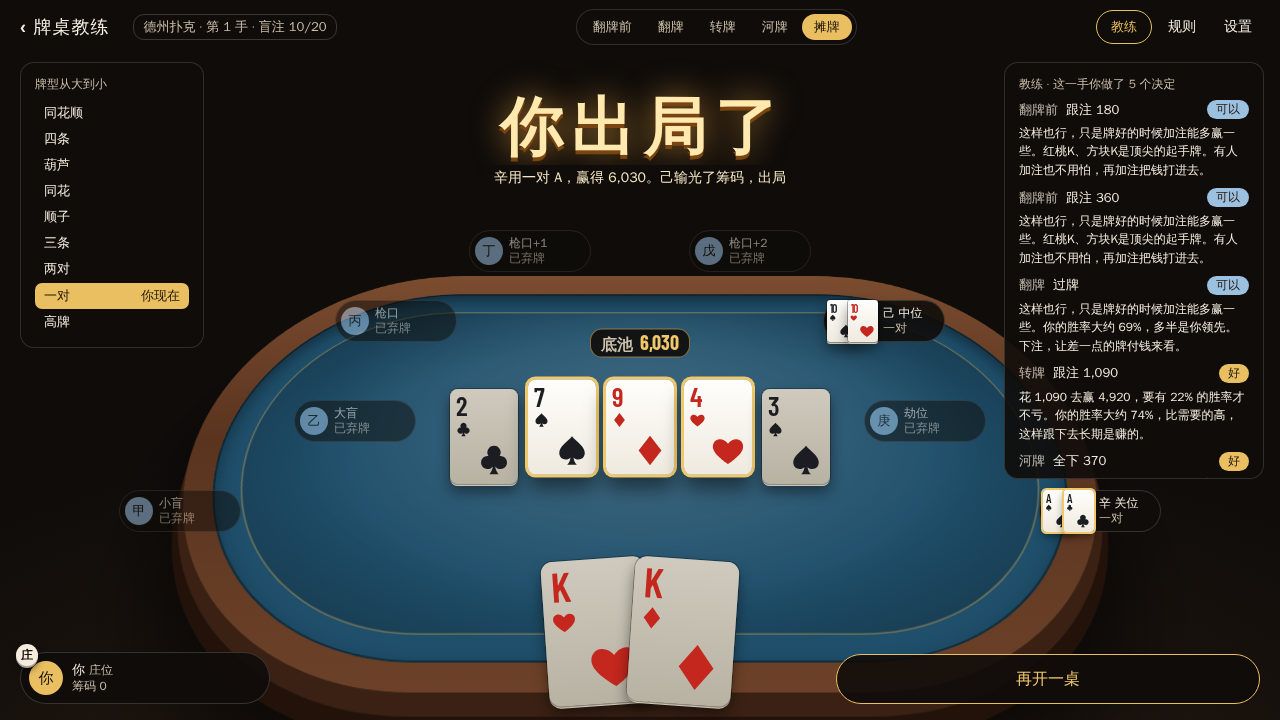 ‹ 牌桌教练
德州扑克 · 第 1 手 · 盲注 10/20
翻牌前 翻牌 转牌 河牌 摊牌
教练 规则 设置
牌型从大到小
同花顺
四条
葫芦
同花
顺子
三条
两对
一对 你现在
高牌
你出局了
辛用一对 A，赢得 6,030。己输光了筹码，出局
教练 · 这一手你做了 5 个决定
翻牌前 跟注 180 可以
这样也行，只是牌好的时候加注能多赢一
些。红桃K、方块K是顶尖的起手牌。有人
加注也不用怕，再加注把钱打进去。
翻牌前 跟注 360 可以
这样也行，只是牌好的时候加注能多赢一
些。红桃K、方块K是顶尖的起手牌。有人
加注也不用怕，再加注把钱打进去。
翻牌 过牌 可以
这样也行，只是牌好的时候加注能多赢一
些。你的胜率大约 69%，多半是你领先。
下注，让差一点的牌付钱来看。
转牌 跟注 1,090 好
花 1,090 去赢 4,920，要有 22% 的胜率才
不亏。你的胜率大约 74%，比需要的高，
这样跟下去长期是赚的。
河牌 全下 370 好
丁 枪口+1
已弃牌
戊 枪口+2
已弃牌
丙 枪口
已弃牌
10 10 己 中位
一对
底池 6,030
乙 大盲
已弃牌
2 7 9 4 3
庚 劫位
已弃牌
甲 小盲
已弃牌
A A 辛 关位
一对
K K
庄
你 你 庄位
筹码 0
再开一桌